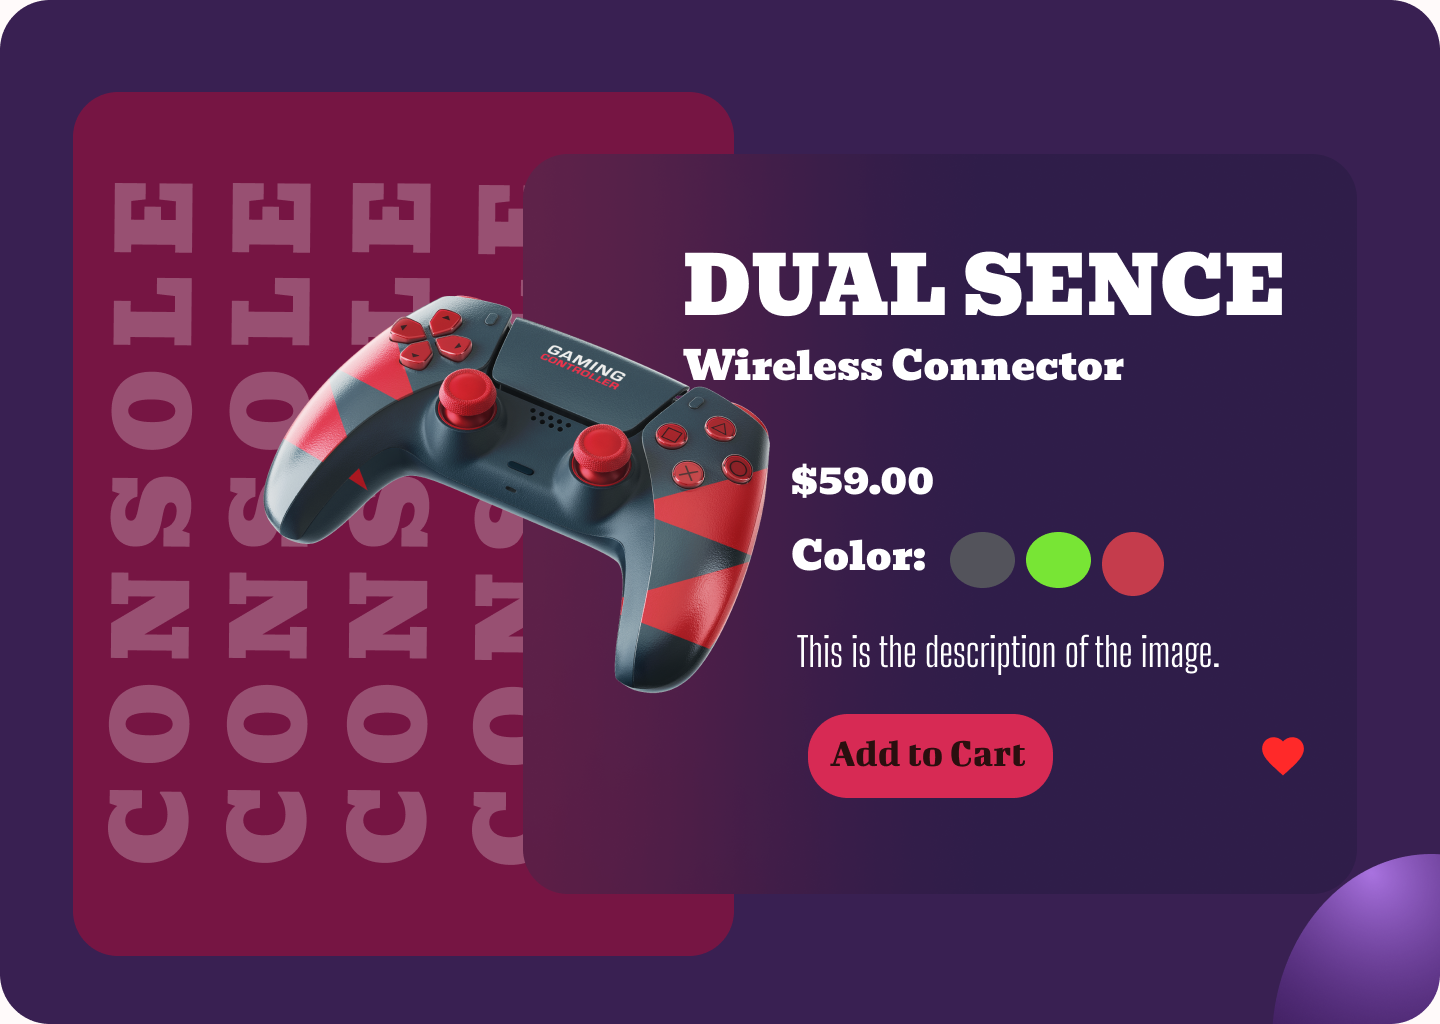 CONSOLE
CONSOLE
CONSOLE
CONSOLE
GAMING
CONTROLLER
DUAL SENCE
Wireless Connector
$59.00
Color:
This is the description of the image.
Add to Cart